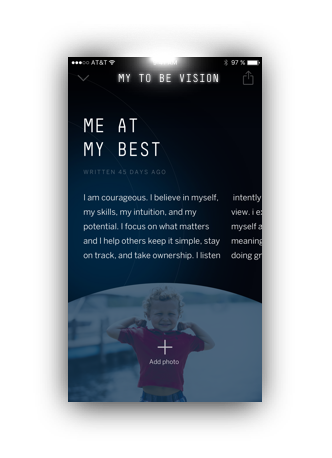 AT&T
97 %
MY TO BE VISION
ME AT
MY BEST
WRITTEN 45 DAYS AGO
I am courageous. I believe in myself,
my skills, my intuition, and my
potential. I focus on what matters
and I help others keep it simple, stay
on track, and take ownership. I listen
intently
view. i
myself a
meaning
doing
Add photo